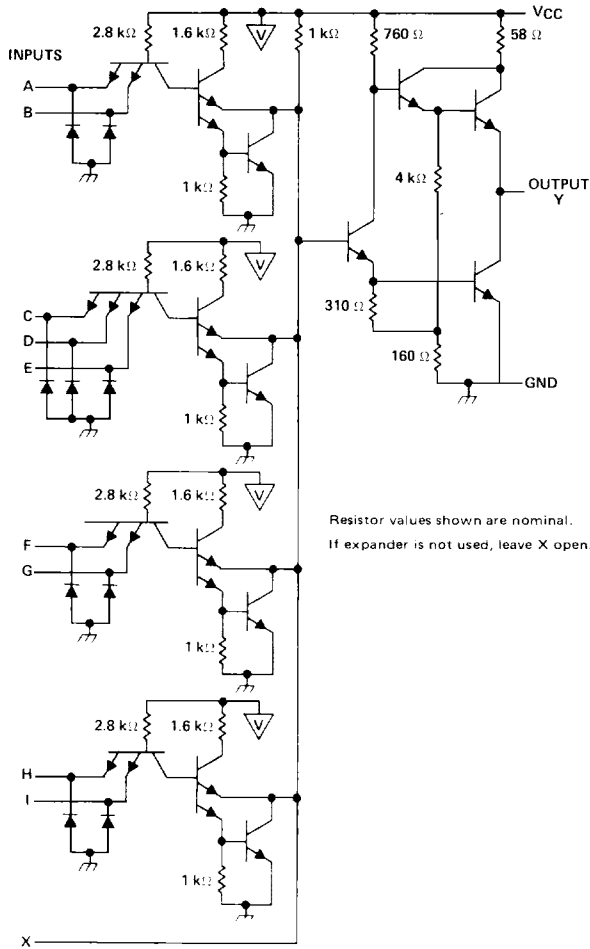 VCC
2.8 kΩ 1.6 kΩ V 1 kΩ 760 Ω 58 Ω
INPUTS
A
B
1 kΩ
4 kΩ
OUTPUT
Y
2.8 kΩ 1.6 kΩ V
C
D
E
310 Ω
160 Ω
GND
1 kΩ
2.8 kΩ 1.6 kΩ V
F
G
1 kΩ
Resistor values shown are nominal.
If expander is not used, leave X open.
2.8 kΩ 1.6 kΩ V
H
I
1 kΩ
X